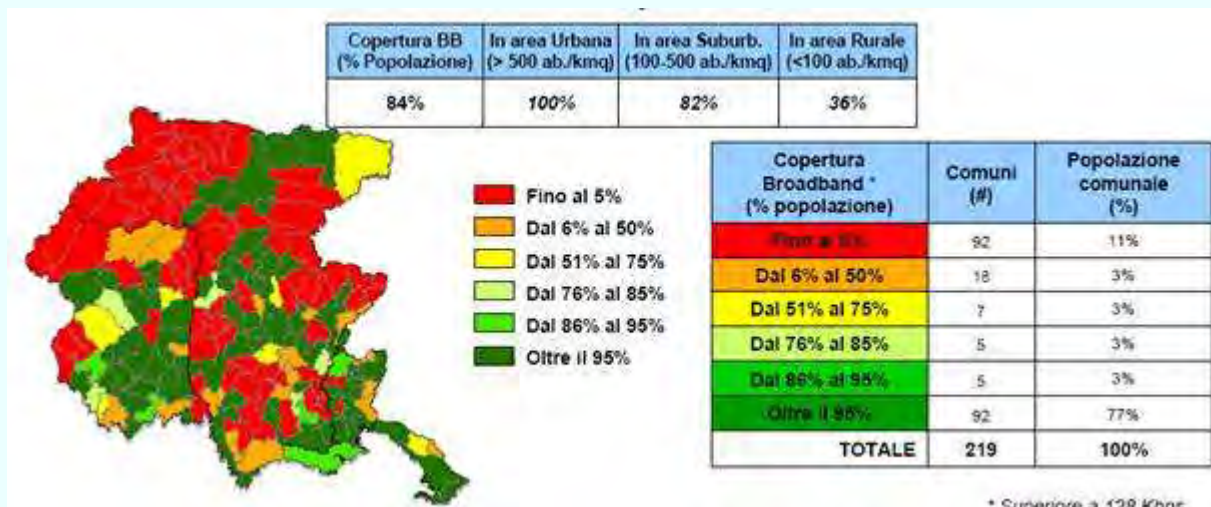 Copertura BB
(% Popolazione)
In area Urbana
(> 500 ab./kmq)
In area Suburb.
(100-500 ab./kmq)
In area Rurale
(<100 ab./kmq)
84%
100%
82%
36%
Fino al 5%
Dal 6% al 50%
Dal 51% al 75%
Dal 76% al 85%
Dal 86% al 95%
Oltre il 95%
Copertura
Broadband *
(% popolazione)
Comuni
(#)
Popolazione
comunale
(%)
Fino al 5%
92
11%
Dal 6% al 50%
18
3%
Dal 51% al 75%
7
3%
Dal 76% al 85%
5
3%
Dal 86% al 95%
5
3%
Oltre il 95%
92
77%
TOTALE
219
100%
* Superiore a 128 Kbps